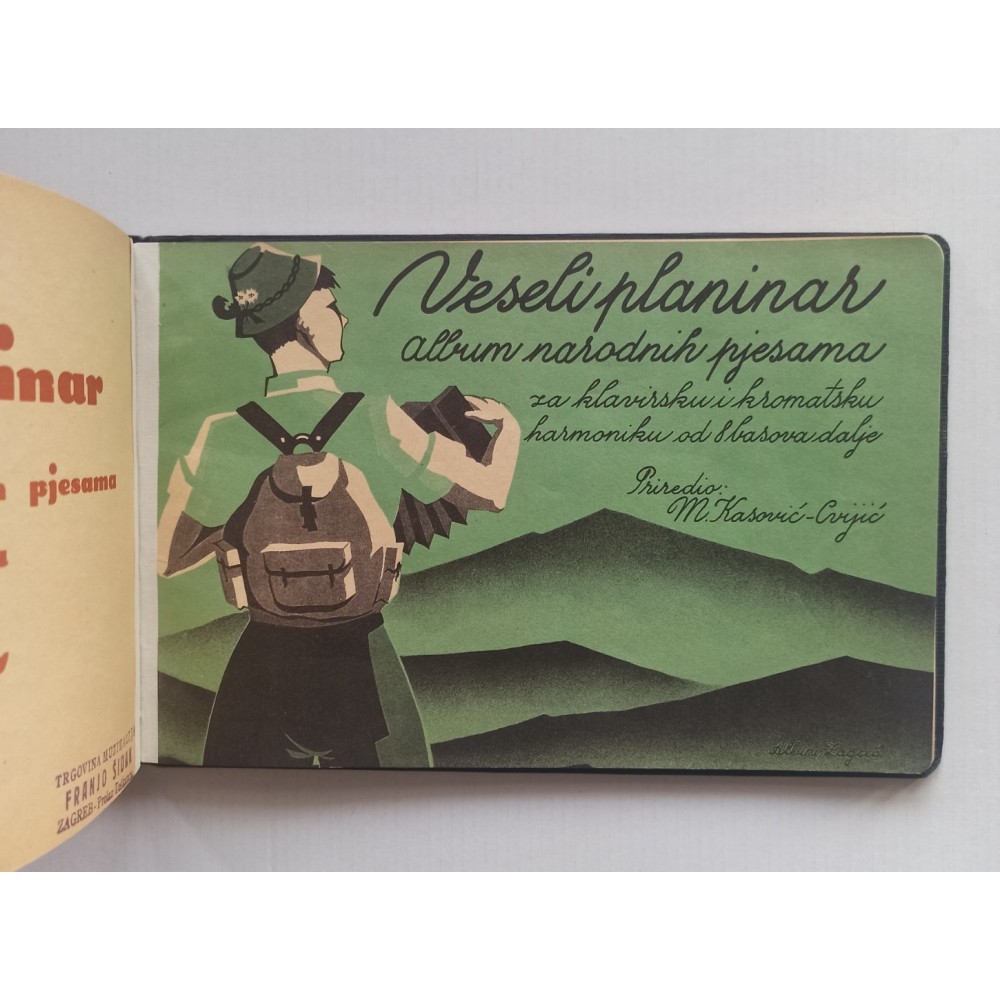 nar
pjesama
TRGOVINA
FRANJO ŠIDAK
ZAGREB-
Veseli planinar
album narodnih pjesama
za klavirsku i kromatsku
harmoniku od 8 basova dalje
Priredio:
M. Kasović-Cvijić